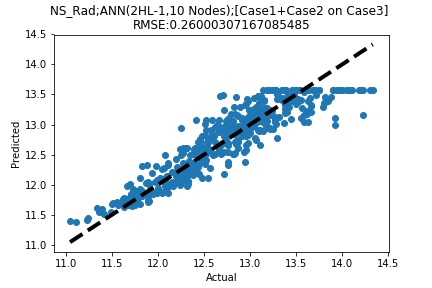 NS_Rad;ANN(2HL-1,10 Nodes);[Case1+Case2 on Case3]
RMSE:0.26000307167085485
14.5
14.0
13.5
13.0
12.5
12.0
11.5
11.0
Predicted
11.0 11.5 12.0 12.5 13.0 13.5 14.0 14.5
Actual